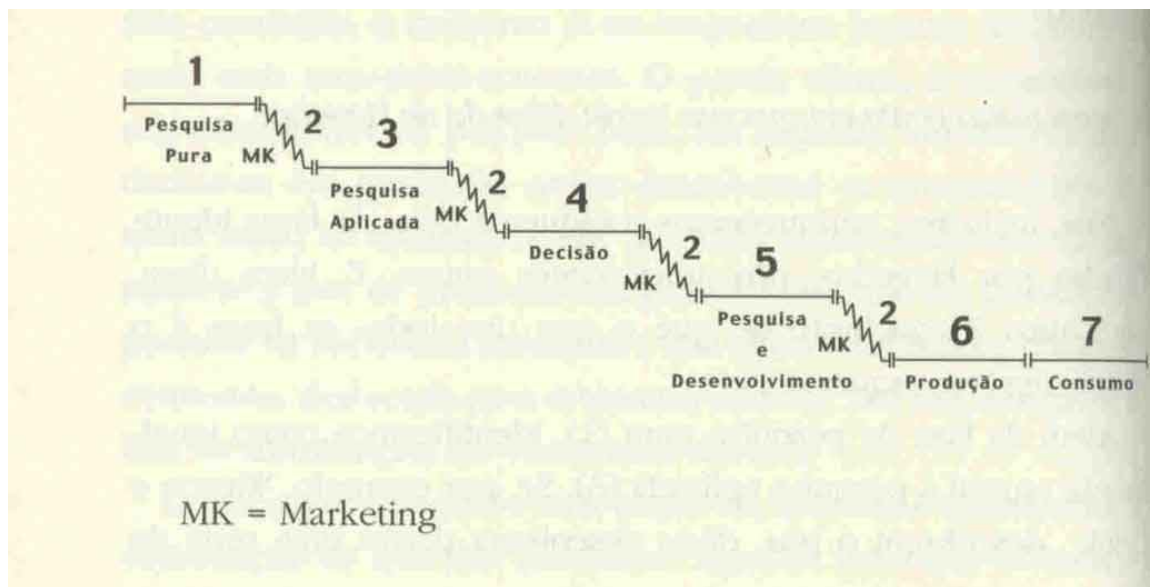 1
Pesquisa
Pura
MK
2
3
Pesquisa
Aplicada
MK
2
4
Decisão
MK
2
5
Pesquisa
e
Desenvolvimento
MK
2
6
Produção
7
Consumo
MK = Marketing